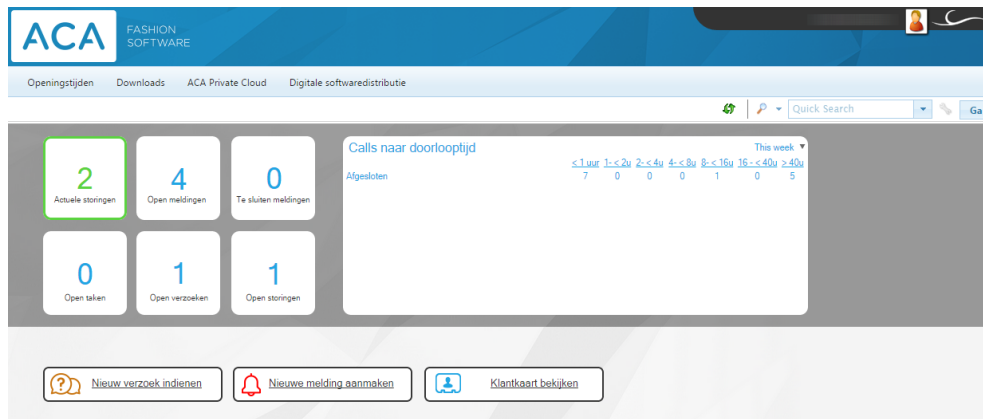 ACA
FASHION
SOFTWARE
Openingstijden Downloads ACA Private Cloud Digitale softwaredistributie
Quick Search
Ga
2
Actuele storingen
4
Open meldingen
0
Te sluiten meldingen
0
Open taken
1
Open verzoeken
1
Open storingen
Calls naar doorlooptijd
This week
< 1 uur 1- < 2u 2- < 4u 4- < 8u 8- < 16u 16 - < 40u > 40u
Afgesloten 7 0 0 0 1 0 5
Nieuw verzoek indienen
Nieuwe melding aanmaken
Klantkaart bekijken